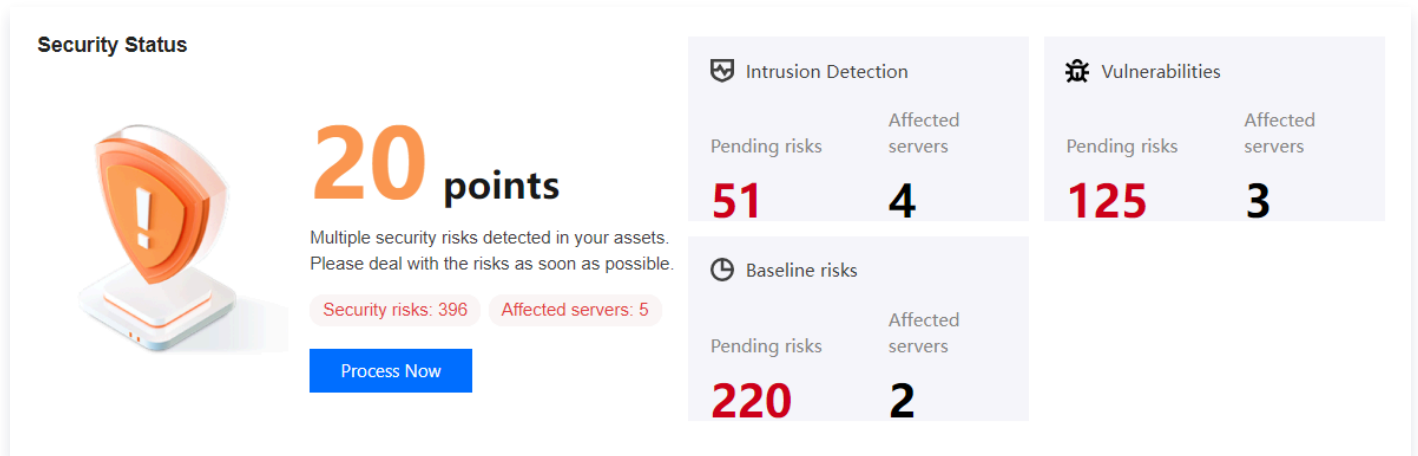 Security Status
20 points
Multiple security risks detected in your assets.
Please deal with the risks as soon as possible.
Security risks: 396 Affected servers: 5
Process Now
Intrusion Detection
Pending risks
Affected
servers
51
4
Vulnerabilities
Pending risks
Affected
servers
125
3
Baseline risks
Pending risks
Affected
servers
220
2